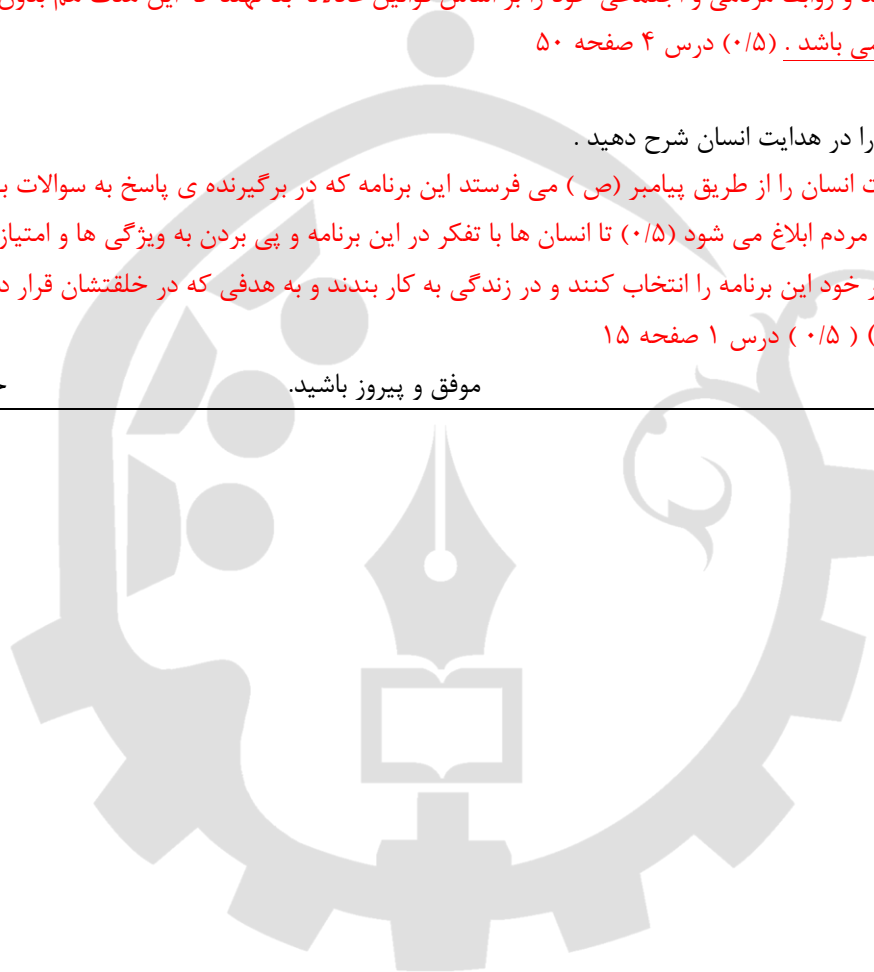 و روابط مردمی و اجتماعی خود را بر اساس قوانین عادلانه بنا نهند که این هدف هم بدون
می باشد . (۰/۵) درس ۴ صفحه ۵۰
را در هدایت انسان شرح دهید .
ت انسان را از طریق پیامبر (ص ) می فرستد این برنامه که در برگیرنده ی پاسخ به سوالات ب
مردم ابلاغ می شود (۰/۵) تا انسان ها با تفکر در این برنامه و پی بردن به ویژگی ها و امتیاز
ر خود این برنامه را انتخاب کنند و در زندگی به کار بندند و به هدفی که در خلقتشان قرار د
) ( ۰/۵ ) درس ۱ صفحه ۱۵
موفق و پیروز باشید.